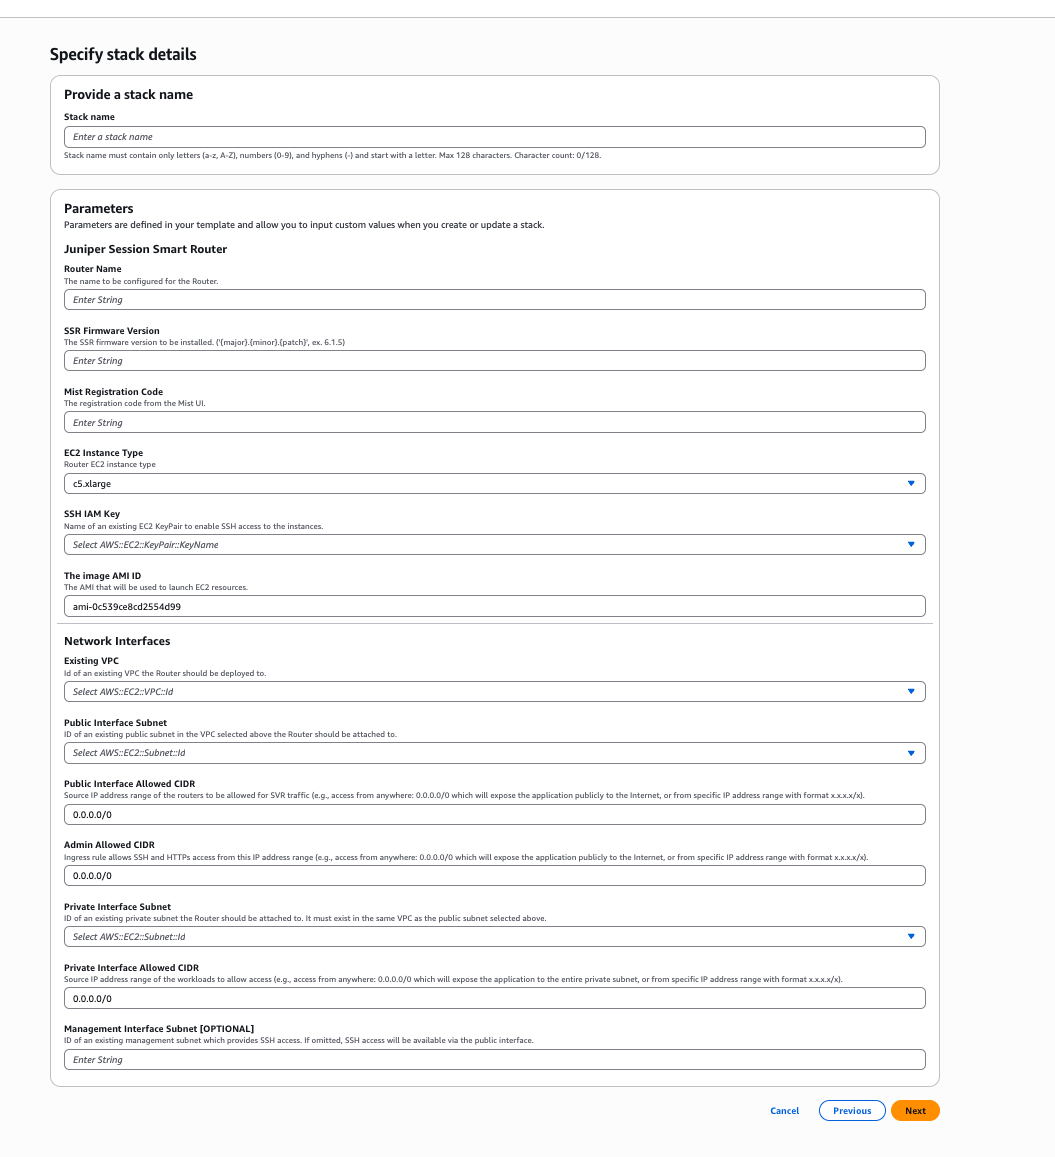 Specify stack details
Provide a stack name
Stack name
Enter a stack name
Stack name must contain only letters (a-z, A-Z), numbers (0-9), and hyphens (-) and start with a letter. Max 128 characters. Character count: 0/128.
Parameters
Parameters are defined in your template and allow you to input custom values when you create or update a stack.
Juniper Session Smart Router
Router Name
The name to be configured for the Router.
Enter String
SSR Firmware Version
The SSR firmware version to be installed. ('{major}.{minor}.{patch}', ex. 6.1.5)
Enter String
Mist Registration Code
The registration code from the Mist UI.
Enter String
EC2 Instance Type
Router EC2 instance type
c5.xlarge
SSH IAM Key
Name of an existing EC2 KeyPair to enable SSH access to the instances.
Select AWS::EC2::KeyPair::KeyName
The image AMI ID
The AMI that will be used to launch EC2 resources.
ami-0c539ce8cd2554d99
Network Interfaces
Existing VPC
Id of an existing VPC the Router should be deployed to.
Select AWS::EC2::VPC::Id
Public Interface Subnet
ID of an existing public subnet in the VPC selected above the Router should be attached to.
Select AWS::EC2::Subnet::Id
Public Interface Allowed CIDR
Source IP address range of the routers to be allowed for SVR traffic (e.g., access from anywhere: 0.0.0.0/0 which will expose the application publicly to the Internet, or from specific IP address range with format x.x.x.x/x).
0.0.0.0/0
Admin Allowed CIDR
Ingress rule allows SSH and HTTPs access from this IP address range (e.g., access from anywhere: 0.0.0.0/0 which will expose the application publicly to the Internet, or from specific IP address range with format x.x.x.x/x).
0.0.0.0/0
Private Interface Subnet
ID of an existing private subnet the Router should be attached to. It must exist in the same VPC as the public subnet selected above.
Select AWS::EC2::Subnet::Id
Private Interface Allowed CIDR
Source IP address range of the workloads to allow access (e.g., access from anywhere: 0.0.0.0/0 which will expose the application to the entire private subnet, or from specific IP address range with format x.x.x.x/x).
0.0.0.0/0
Management Interface Subnet [OPTIONAL]
ID of an existing management subnet which provides SSH access. If omitted, SSH access will be available via the public interface.
Enter String
Cancel
Previous
Next